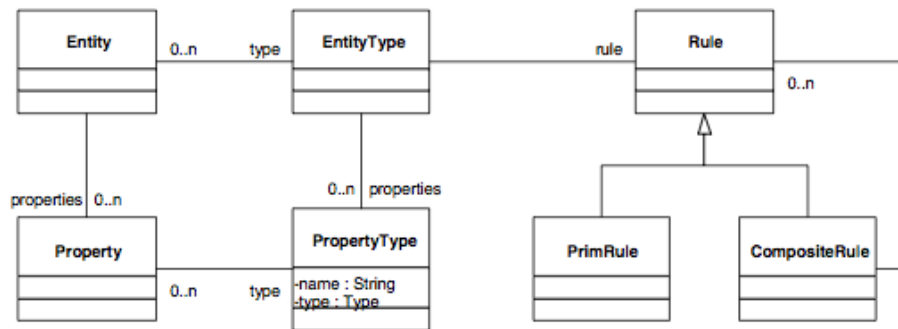 Entity
0..n
type
EntityType
rule
Rule
0..n
properties
0..n
0..n
properties
Property
0..n
type
PropertyType
-name : String
-type : Type
PrimRule
CompositeRule